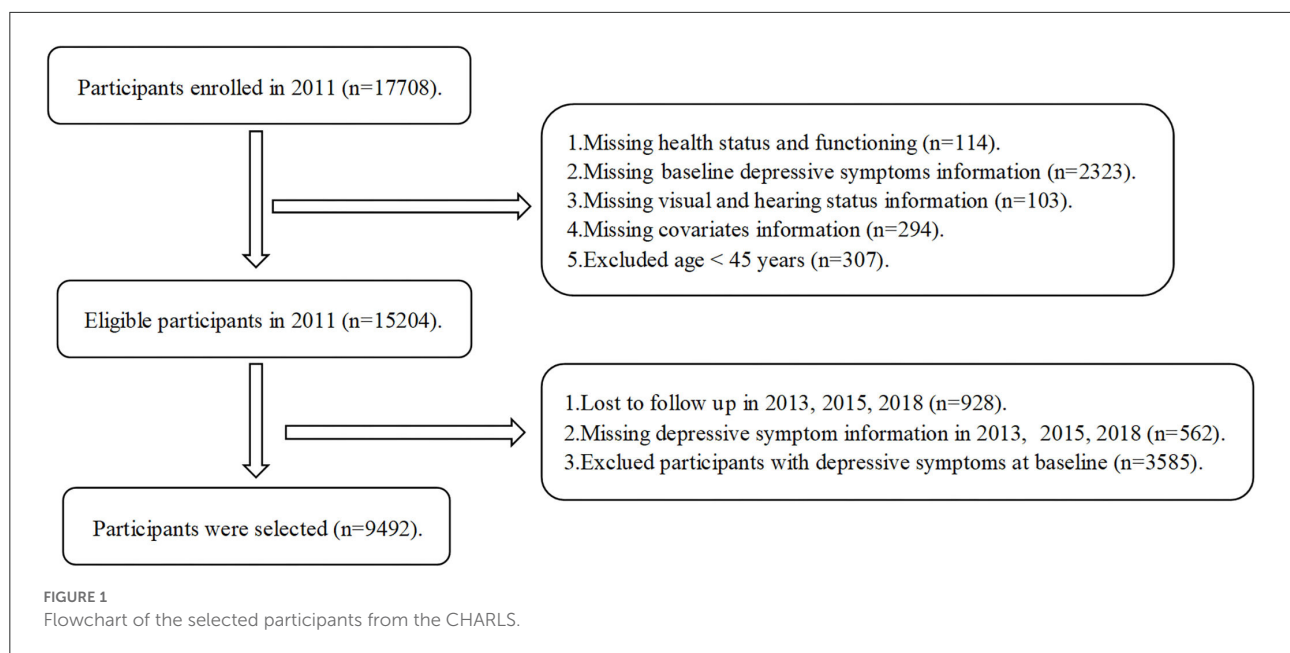 Participants enrolled in 2011 (n=17708).
1.Missing health status and functioning (n=114).
2.Missing baseline depressive symptoms information (n=2323).
3.Missing visual and hearing status information (n=103).
4.Missing covariates information (n=294).
5.Excluded age < 45 years (n=307).
Eligible participants in 2011 (n=15204).
1.Lost to follow up in 2013, 2015, 2018 (n=928).
2.Missing depressive symptom information in 2013, 2015, 2018 (n=562).
3.Exclued participants with depressive symptoms at baseline (n=3585).
Participants were selected (n=9492).
FIGURE 1
Flowchart of the selected participants from the CHARLS.